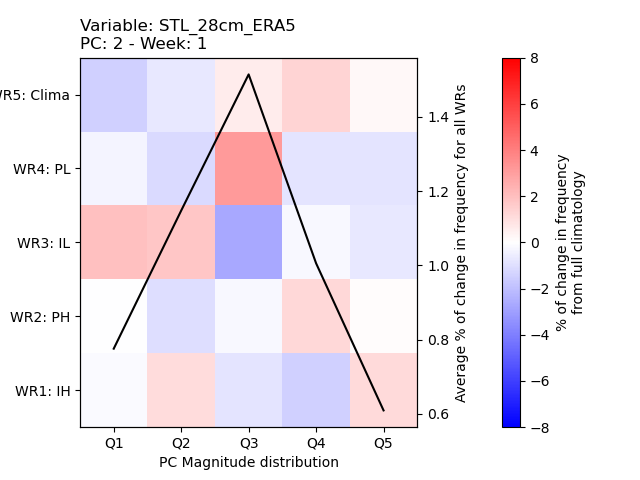 Variable: STL_28cm_ERA5
PC: 2 - Week: 1
WR5: Clima
WR4: PL
WR3: IL
WR2: PH
WR1: IH
Q1 Q2 Q3 Q4 Q5
PC Magnitude distribution
1.4
1.2
1.0
0.8
0.6
Average % of change in frequency for all WRs
8
6
4
2
0
−2
−4
−6
−8
% of change in frequency
from full climatology